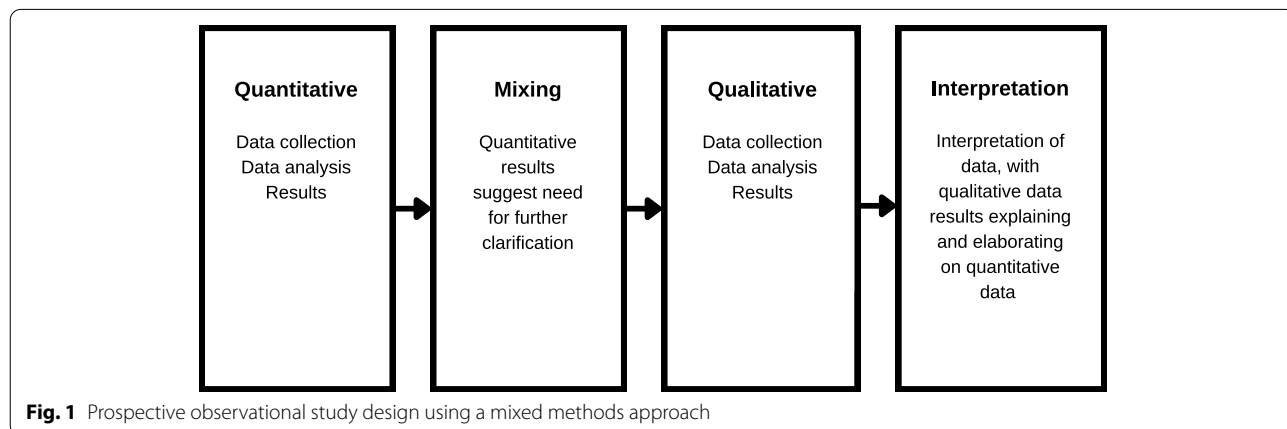 Quantitative
Data collection
Data analysis
Results
Mixing
Quantitative
results
suggest need
for further
clarification
Qualitative
Data collection
Data analysis
Results
Interpretation
Interpretation of
data, with
qualitative data
results explaining
and elaborating
on quantitative
data
Fig. 1 Prospective observational study design using a mixed methods approach